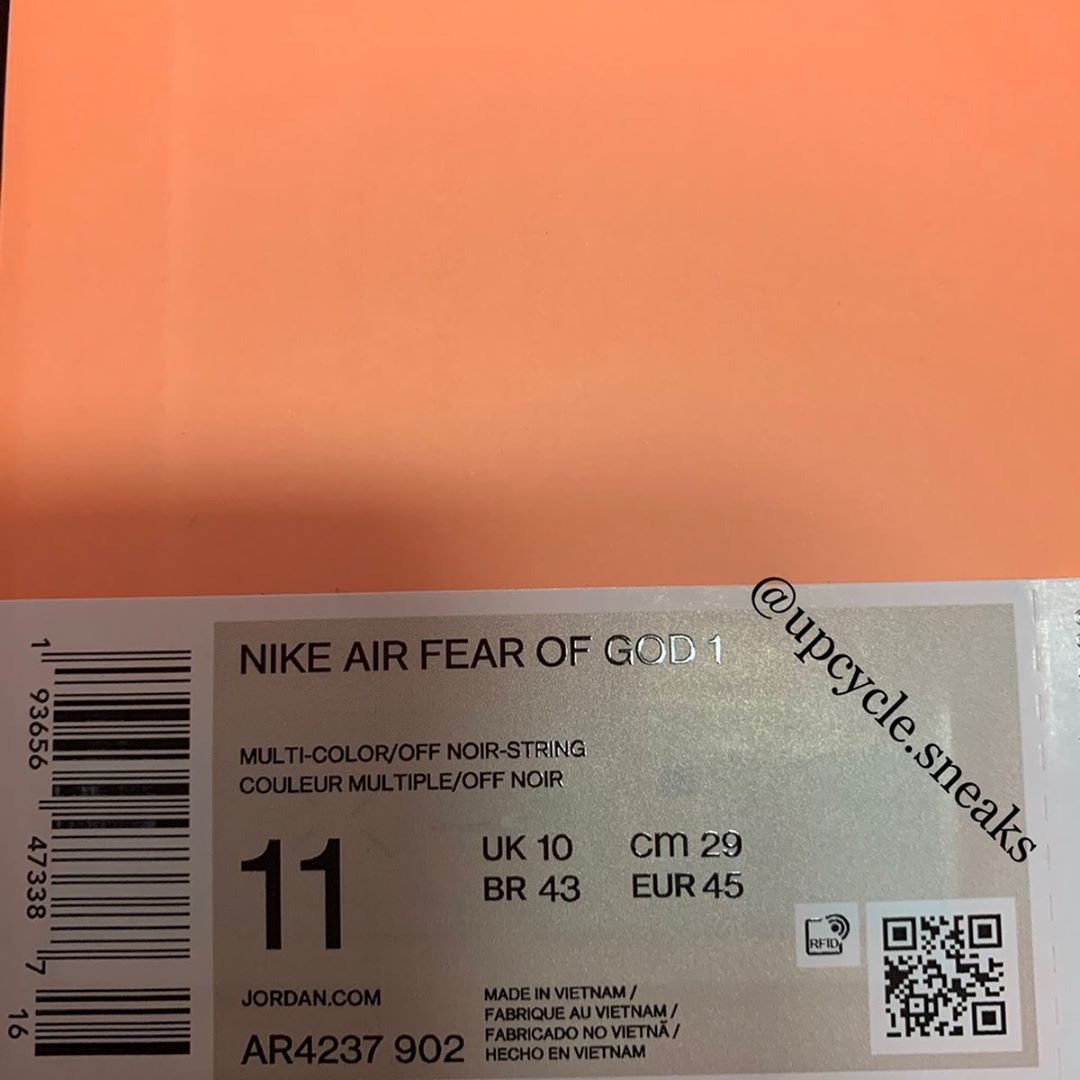 NIKE AIR FEAR OF GOD 1
@upcycle.sneaks
MULTI-COLOR/OFF NOIR-STRING
COULEUR MULTIPLE/OFF NOIR
11
UK 10 cm 29
BR 43 EUR 45
RFID
JORDAN.COM
AR4237 902
MADE IN VIETNAM /
FABRIQUE AU VIETNAM /
FABRICADO NO VIETNÃ /
HECHO EN VIETNAM
1 93656 47338 7 16